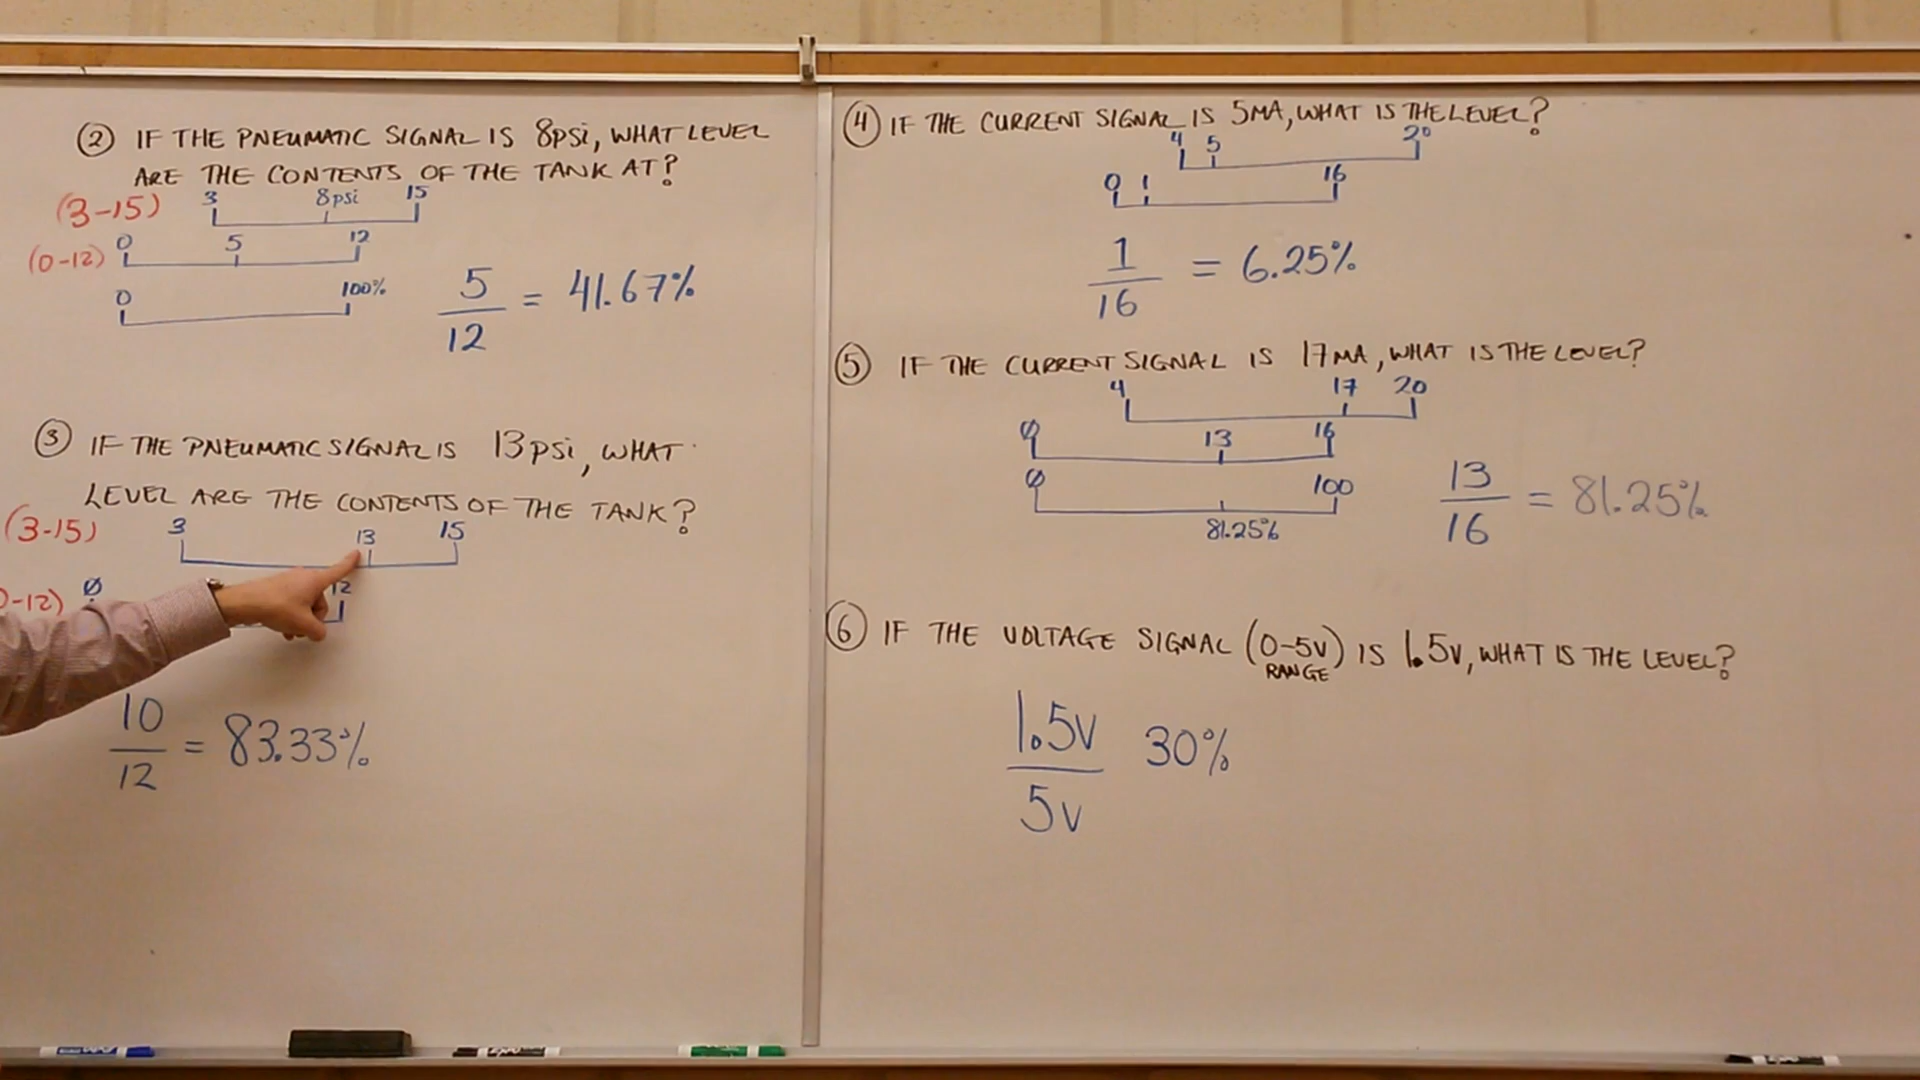 ② IF THE PNEUMATIC SIGNAL IS 8psi, WHAT LEVEL
ARE THE CONTENTS OF THE TANK AT?
(3-15) 3 8psi 15
(0-12) 0 5 12
0 100%
5
12
= 41.67%
③ IF THE PNEUMATIC SIGNAL IS 13psi, WHAT
LEVEL ARE THE CONTENTS OF THE TANK?
(3-15) 3 13 15
0-12) Ø 12
10
12
= 83.33%
④ IF THE CURRENT SIGNAL IS 5MA, WHAT IS THE LEVEL?
4 5 20
0 1 16
1
16
= 6.25%
⑤ IF THE CURRENT SIGNAL IS 17MA, WHAT IS THE LEVEL?
4 17 20
Ø 13 16
Ø 100
81.25%
13
16
= 81.25%
⑥ IF THE VOLTAGE SIGNAL (0-5V) IS 1.5V, WHAT IS THE LEVEL?
RANGE
1.5V
5V
30%